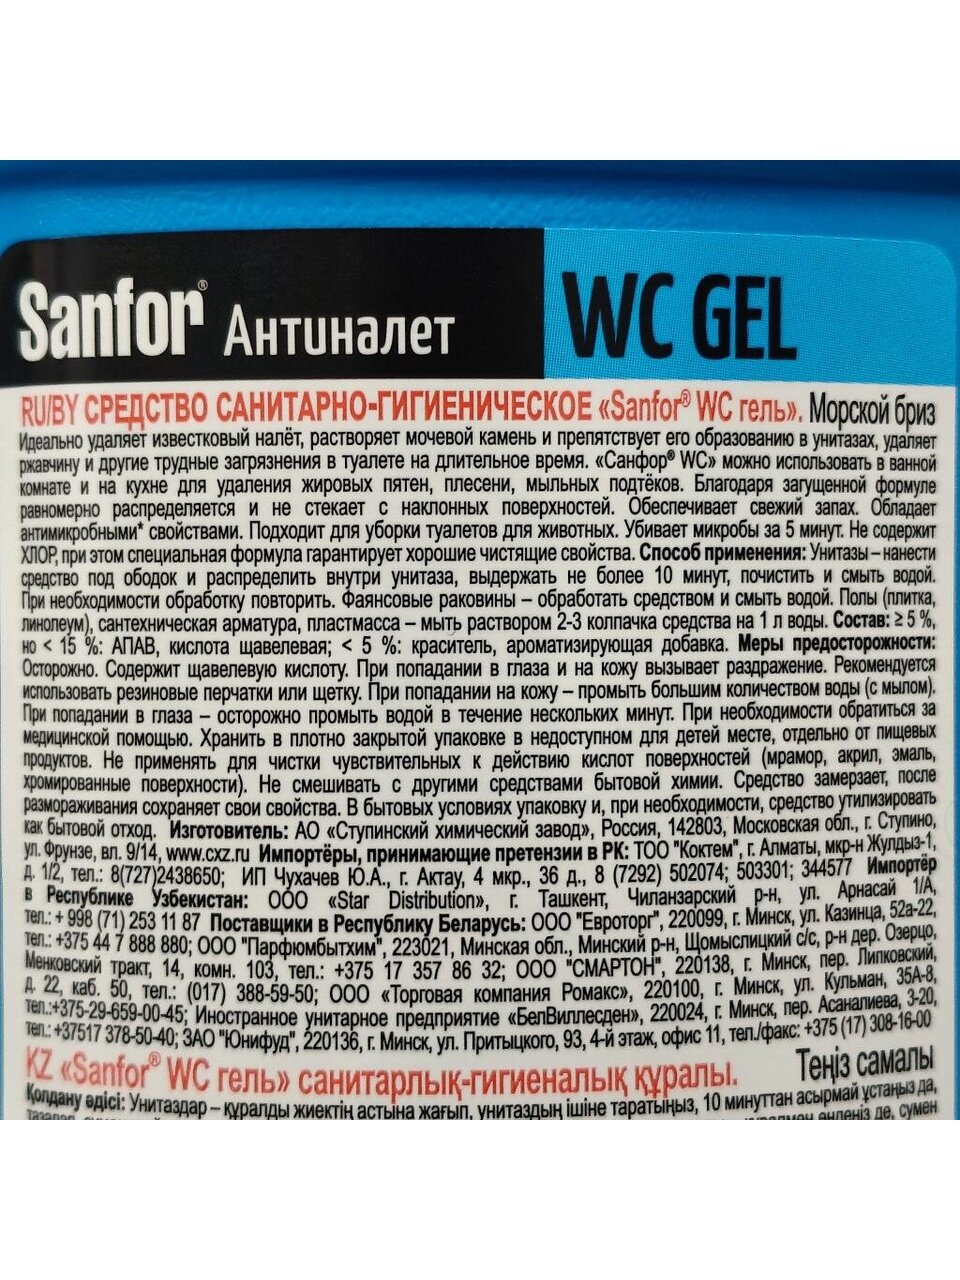 Sanfor® Антиналет WC GEL
RU/BY СРЕДСТВО САНИТАРНО-ГИГИЕНИЧЕСКОЕ «Sanfor® WC гель». Морской бриз
Идеально удаляет известковый налёт, растворяет мочевой камень и препятствует его образованию в унитазах, удаляет
ржавчину и другие трудные загрязнения в туалете на длительное время. «Санфор® WC» можно использовать в ванной
комнате и на кухне для удаления жировых пятен, плесени, мыльных подтёков. Благодаря загущенной формуле
равномерно распределяется и не стекает с наклонных поверхностей. Обеспечивает свежий запах. Обладает
антимикробными* свойствами. Подходит для уборки туалетов для животных. Убивает микробы за 5 минут. Не содержит
ХЛОР, при этом специальная формула гарантирует хорошие чистящие свойства. Способ применения: Унитазы – нанести
средство под ободок и распределить внутри унитаза, выдержать не более 10 минут, почистить и смыть водой.
При необходимости обработку повторить. Фаянсовые раковины – обработать средством и смыть водой. Полы (плитка,
линолеум), сантехническая арматура, пластмасса – мыть раствором 2-3 колпачка средства на 1 л воды. Состав: ≥ 5 %,
но < 15 %: АПАВ, кислота щавелевая; < 5 %: краситель, ароматизирующая добавка. Меры предосторожности:
Осторожно. Содержит щавелевую кислоту. При попадании в глаза и на кожу вызывает раздражение. Рекомендуется
использовать резиновые перчатки или щетку. При попадании на кожу – промыть большим количеством воды (с мылом).
При попадании в глаза – осторожно промыть водой в течение нескольких минут. При необходимости обратиться за
медицинской помощью. Хранить в плотно закрытой упаковке в недоступном для детей месте, отдельно от пищевых
продуктов. Не применять для чистки чувствительных к действию кислот поверхностей (мрамор, акрил, эмаль,
хромированные поверхности). Не смешивать с другими средствами бытовой химии. Средство замерзает, после
размораживания сохраняет свои свойства. В бытовых условиях упаковку и, при необходимости, средство утилизировать
как бытовой отход. Изготовитель: АО «Ступинский химический завод», Россия, 142803, Московская обл., г. Ступино,
ул. Фрунзе, вл. 9/14, www.cxz.ru Импортёры, принимающие претензии в РК: ТОО "Коктем", г. Алматы, мкр-н Жулдыз-1,
д. 1/2, тел.: 8(727)2438650; ИП Чухачев Ю.А., г. Актау, 4 мкр., 36 д., 8 (7292) 502074; 503301; 344577 Импортёр
в Республике Узбекистан: ООО «Star Distribution», г. Ташкент, Чиланзарский р-н, ул. Арнасай 1/А,
тел.: + 998 (71) 253 11 87 Поставщики в Республику Беларусь: ООО "Евроторг", 220099, г. Минск, ул. Казинца, 52а-22,
тел.: +375 44 7 888 880; ООО "Парфюмбытхим", 223021, Минская обл., Минский р-н, Щомыслицкий с/с, р-н дер. Озерцо,
Менковский тракт, 14, комн. 103, тел.: +375 17 357 86 32; ООО "СМАРТОН", 220138, г. Минск, пер. Липковский,
д. 22, каб. 50, тел.: (017) 388-59-50; ООО «Торговая компания Ромакс», 220100, г. Минск, ул. Кульман, 35А-8,
тел.:+375-29-659-00-45; Иностранное унитарное предприятие «БелВиллесден», 220024, г. Минск, пер. Асаналиева, 3-20,
тел.: +37517 378-50-40; ЗАО "Юнифуд", 220136, г. Минск, ул. Притыцкого, 93, 4-й этаж, офис 11, тел./факс: +375 (17) 308-16-00
KZ «Sanfor® WC гель» санитарлық-гигиеналық құралы. Теңіз самалы
Қолдану әдісі: Унитаздар – құралды жиектің астына жағып, унитаздың ішіне таратыңыз, 10 минуттан асырмай ұстаңыз да,